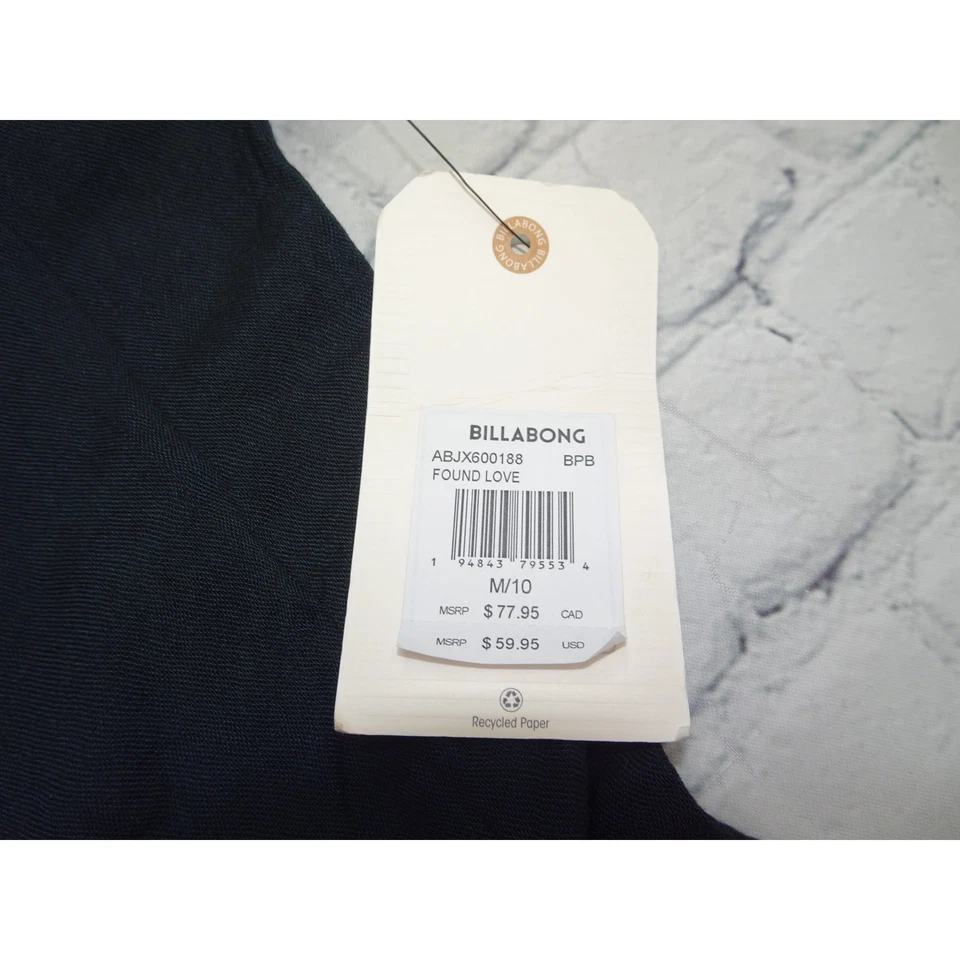 BILLABONG BILLABONG
BILLABONG
ABJX600188 BPB
FOUND LOVE
1 94843 79553 4
M/10
MSRP $77.95 CAD
MSRP $59.95 USD
Recycled Paper